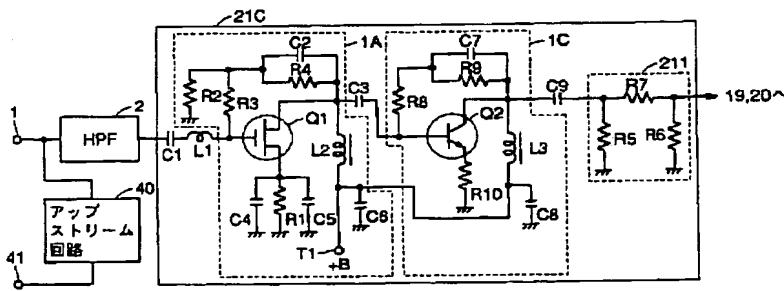 21C
1A
1C
C2
C7
R4
R9
211
R2
R3
C3
R8
C9
R7
19,20へ
1
2
HPF
C1
L1
Q1
L2
Q2
L3
R5
R6
40
アップ
ストリーム
回路
C4
R1
C5
C6
R10
C8
41
T1
+B